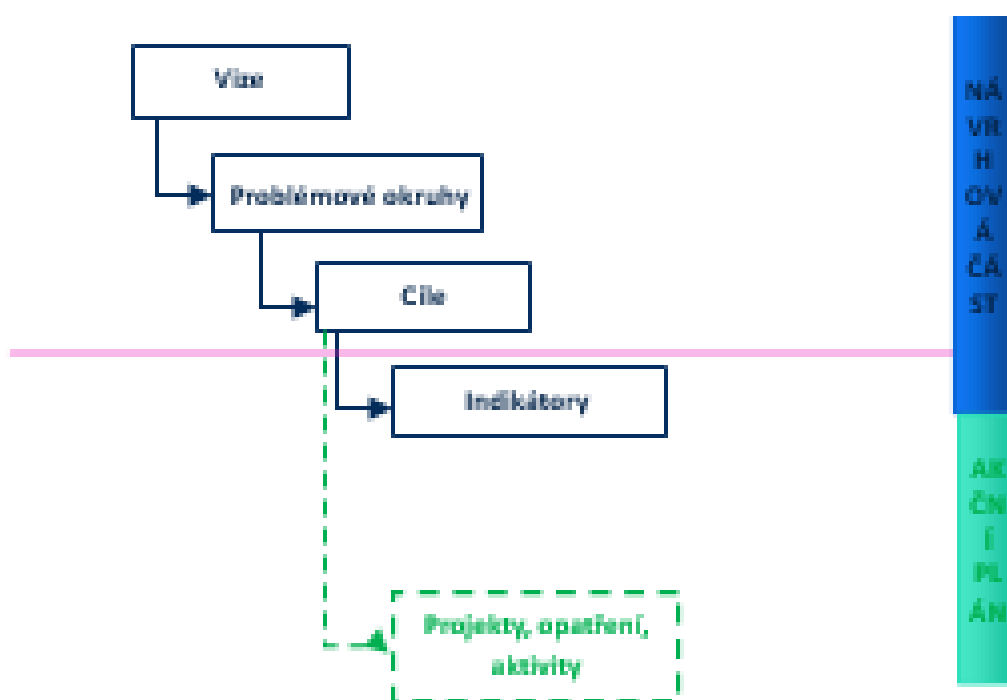 Vize
Problémové okruhy
Cíle
Indikátory
Projekty, opatření,
aktivity
NÁ
VR
H
OV
Á
ČÁ
ST
AK
ČN
Í
PL
ÁN